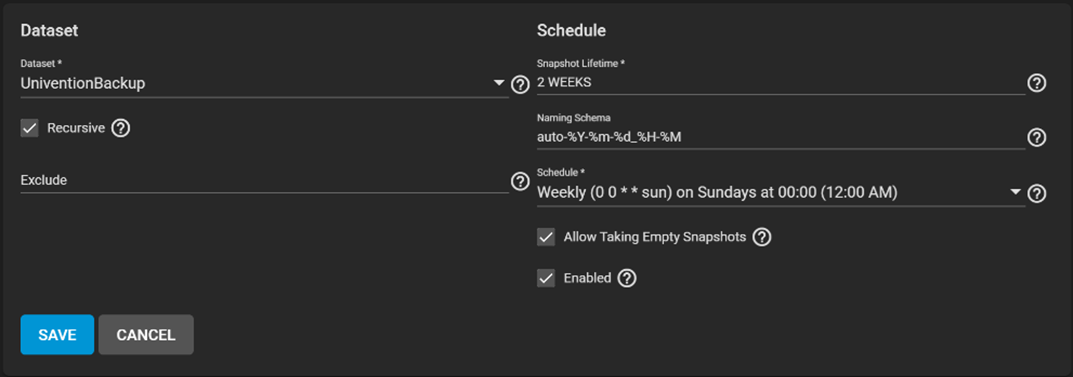 Dataset
Dataset *
UniventionBackup
Recursive
Exclude
Schedule
Snapshot Lifetime *
2 WEEKS
Naming Schema
auto-%Y-%m-%d_%H-%M
Schedule *
Weekly (0 0 * * sun) on Sundays at 00:00 (12:00 AM)
Allow Taking Empty Snapshots
Enabled
SAVE CANCEL